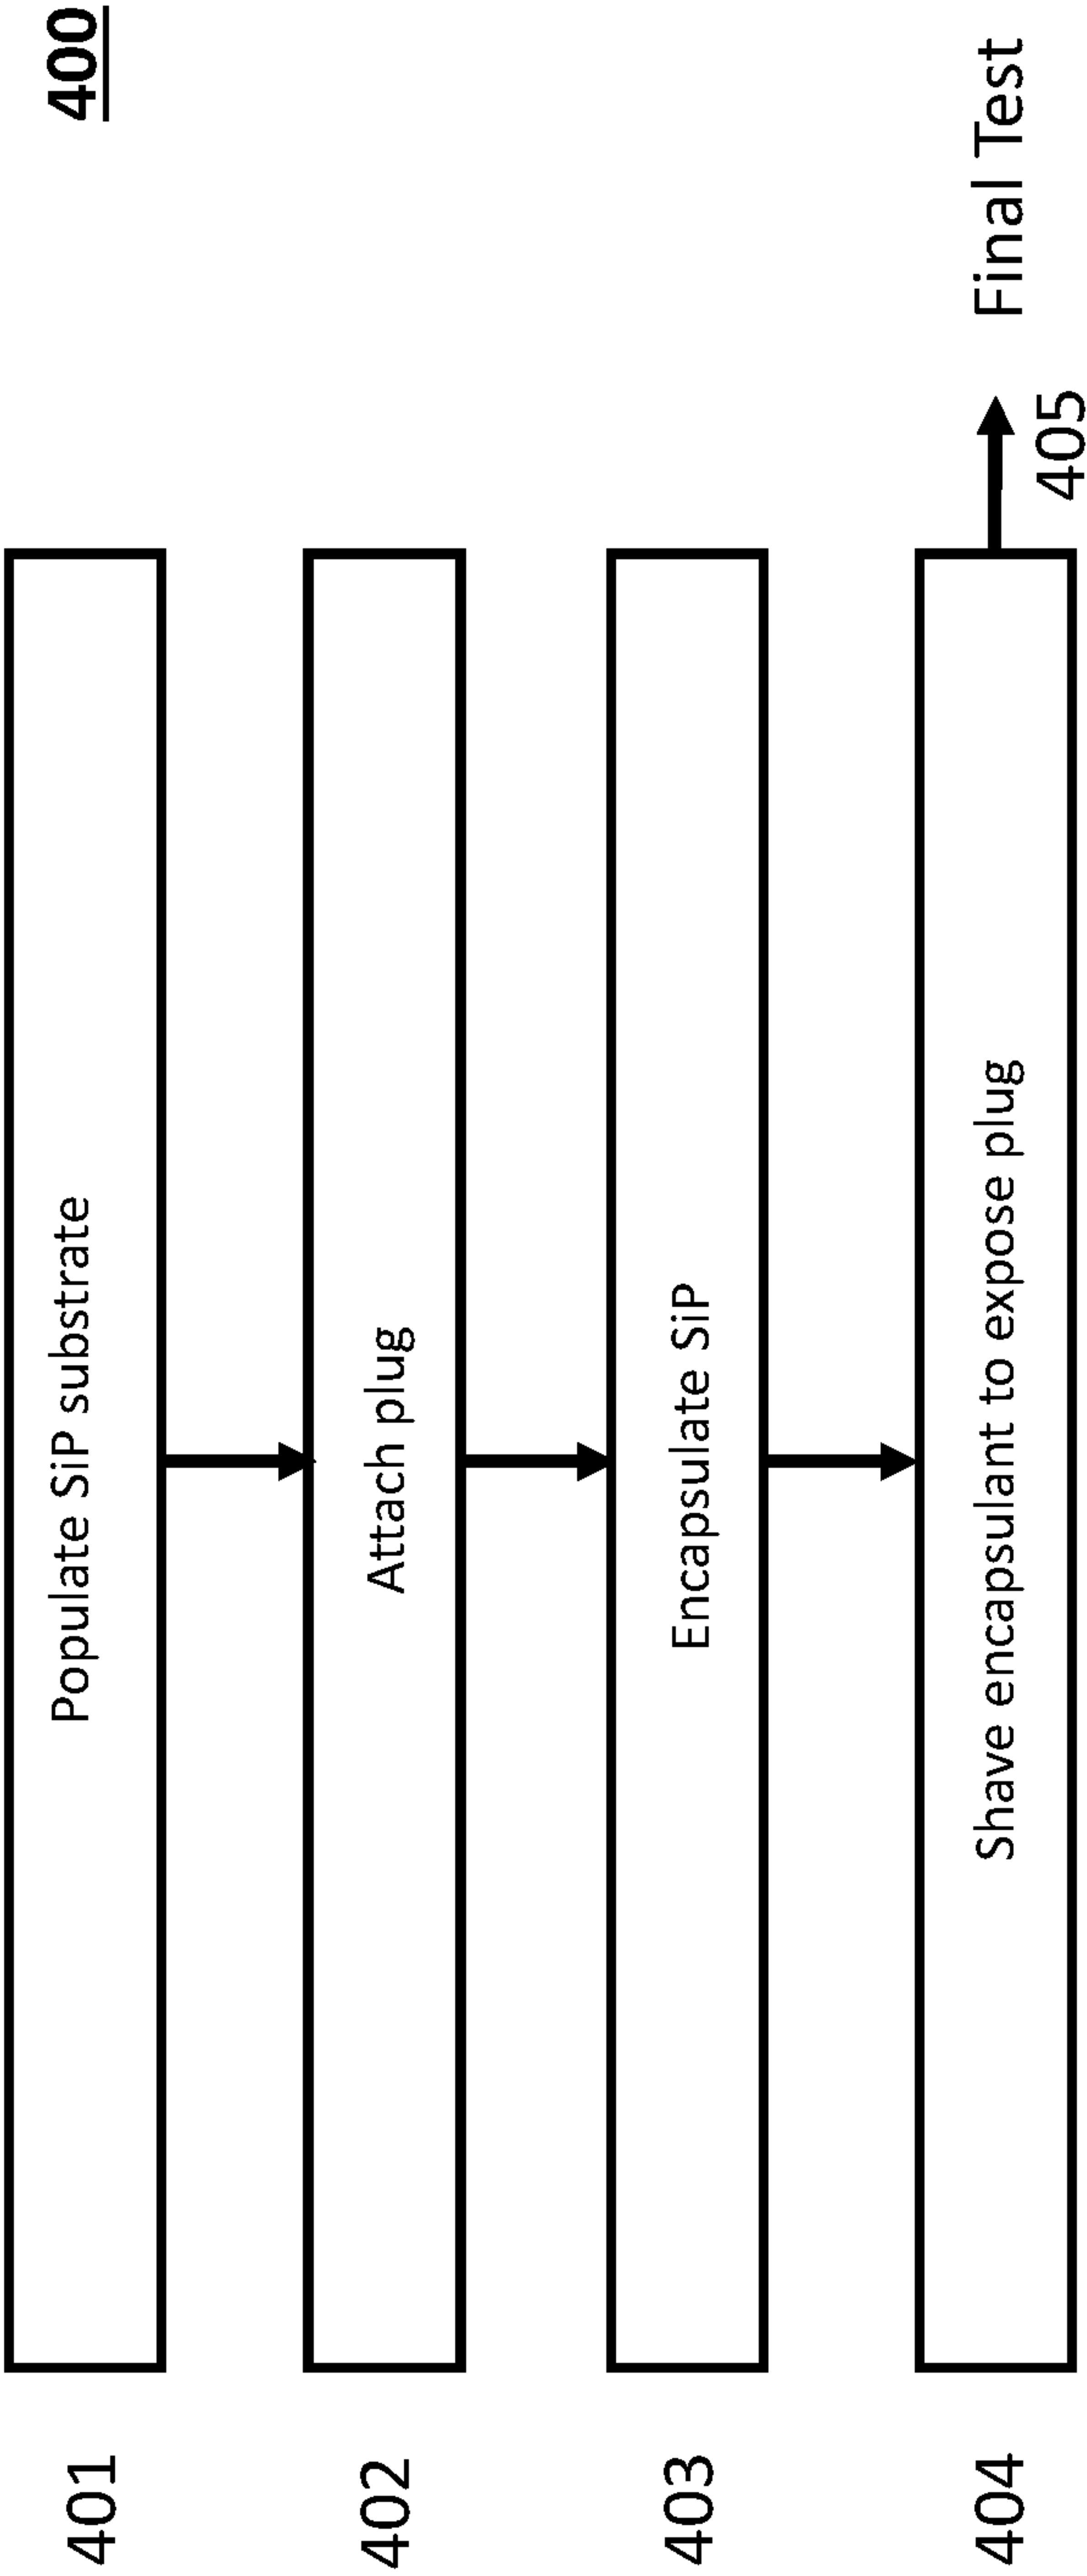 400
401
Populate SiP substrate
402
Attach plug
403
Encapsulate SiP
404
Shave encapsulant to expose plug
405
Final Test